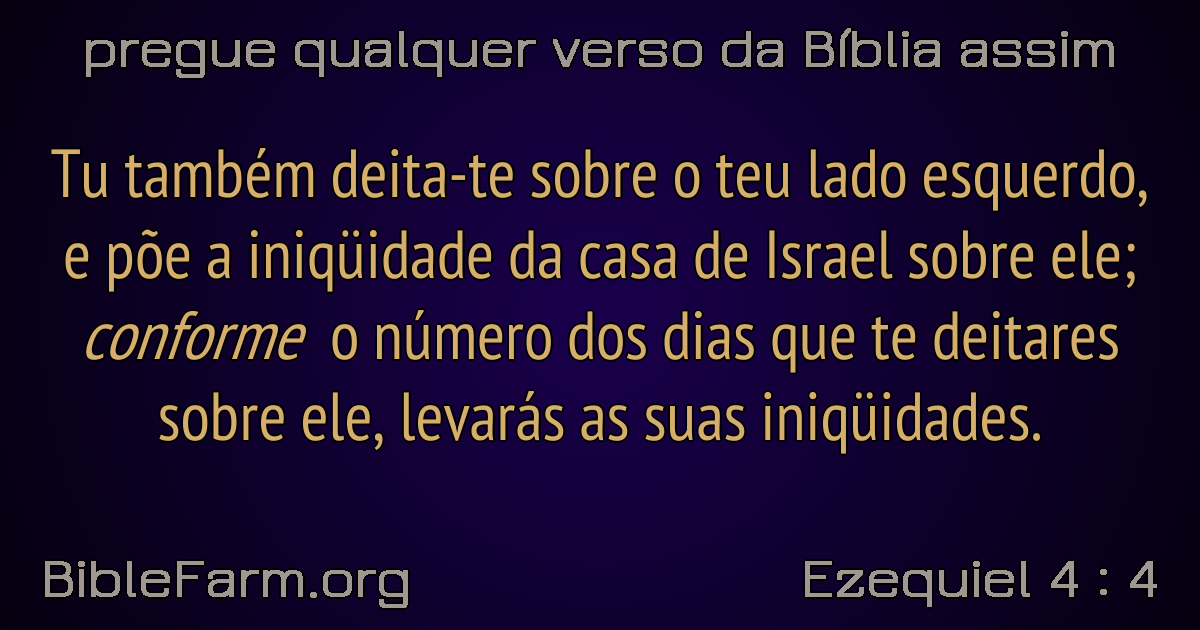 pregue qualquer verso da Bíblia assim
Tu também deita-te sobre o teu lado esquerdo,
e põe a iniqüidade da casa de Israel sobre ele;
conforme o número dos dias que te deitares
sobre ele, levarás as suas iniqüidades.
BibleFarm.org
Ezequiel 4 : 4